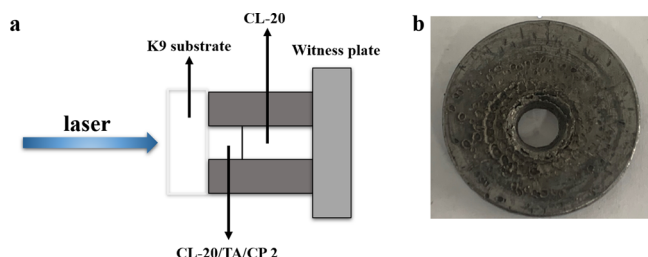 a
CL-20
b
K9 substrate
Witness plate
laser
CL-20/TA/CP 2